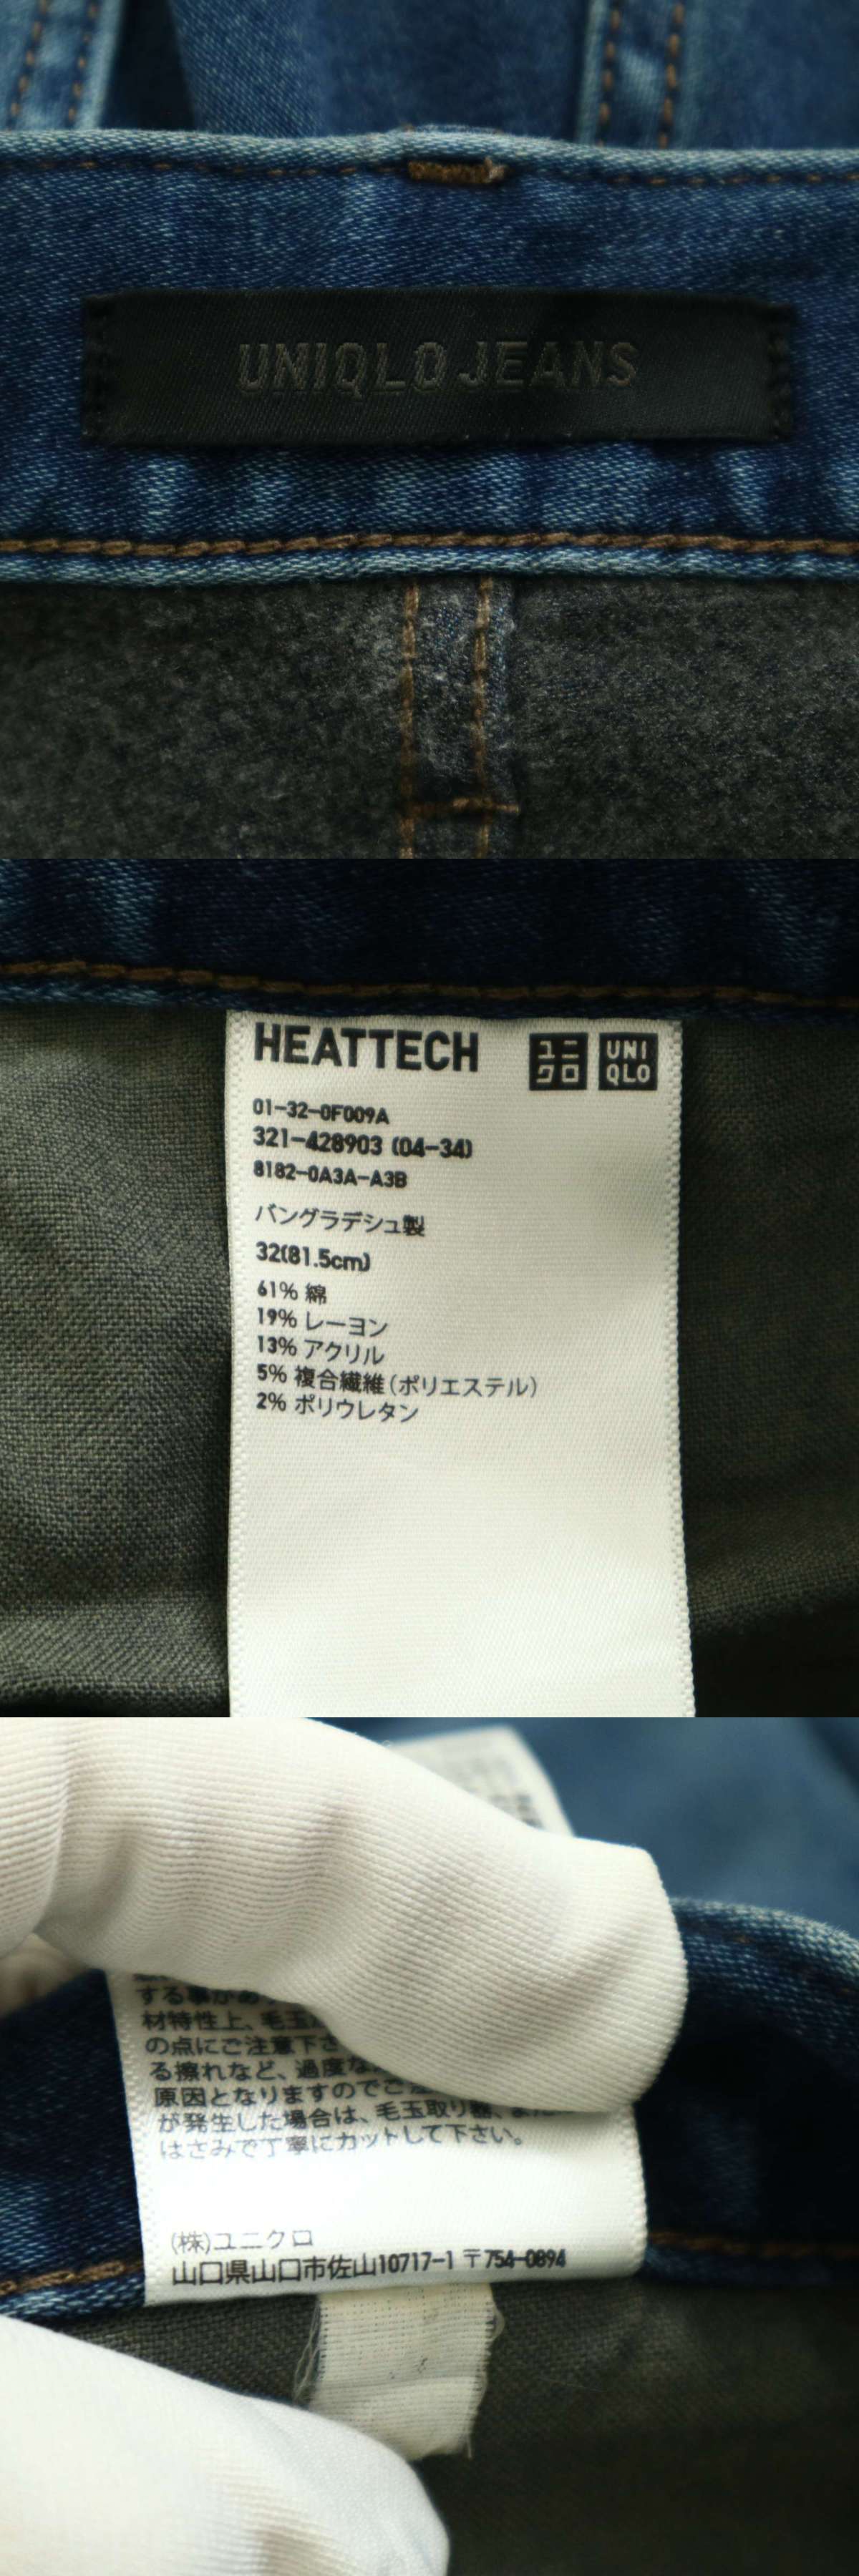 UNIQLO JEANS
HEATTECH
ユニ
クロ
UNI
QLO
01-32-0F009A
321-428903 (04-34)
8182-0A3A-A3B
バングラデシュ製
32(81.5cm)
61% 綿
19% レーヨン
13% アクリル
5% 複合繊維(ポリエステル)
2% ポリウレタン
する事があ
材特性上、毛玉
の点にご注意下さ
る擦れなど、過度な
原因となりますのでご注
が発生した場合は、毛玉取り器、また
はさみで丁寧にカットして下さい。
(株)ユニクロ
山口県山口市佐山10717-1 〒754-0894